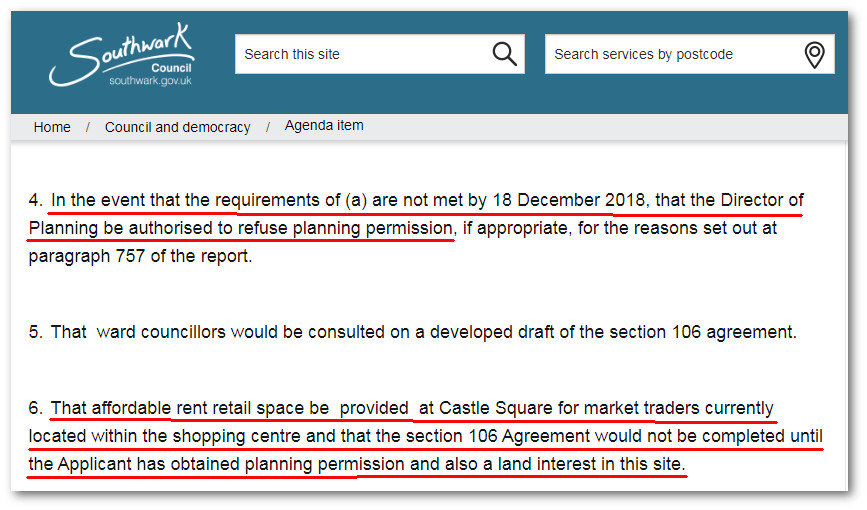 Southwark
Council
southwark.gov.uk
Search this site
Search services by postcode
Home / Council and democracy / Agenda item
4. In the event that the requirements of (a) are not met by 18 December 2018, that the Director of
Planning be authorised to refuse planning permission, if appropriate, for the reasons set out at
paragraph 757 of the report.
5. That  ward councillors would be consulted on a developed draft of the section 106 agreement.
6. That affordable rent retail space be  provided  at Castle Square for market traders currently
located within the shopping centre and that the section 106 Agreement would not be completed until
the Applicant has obtained planning permission and also a land interest in this site.